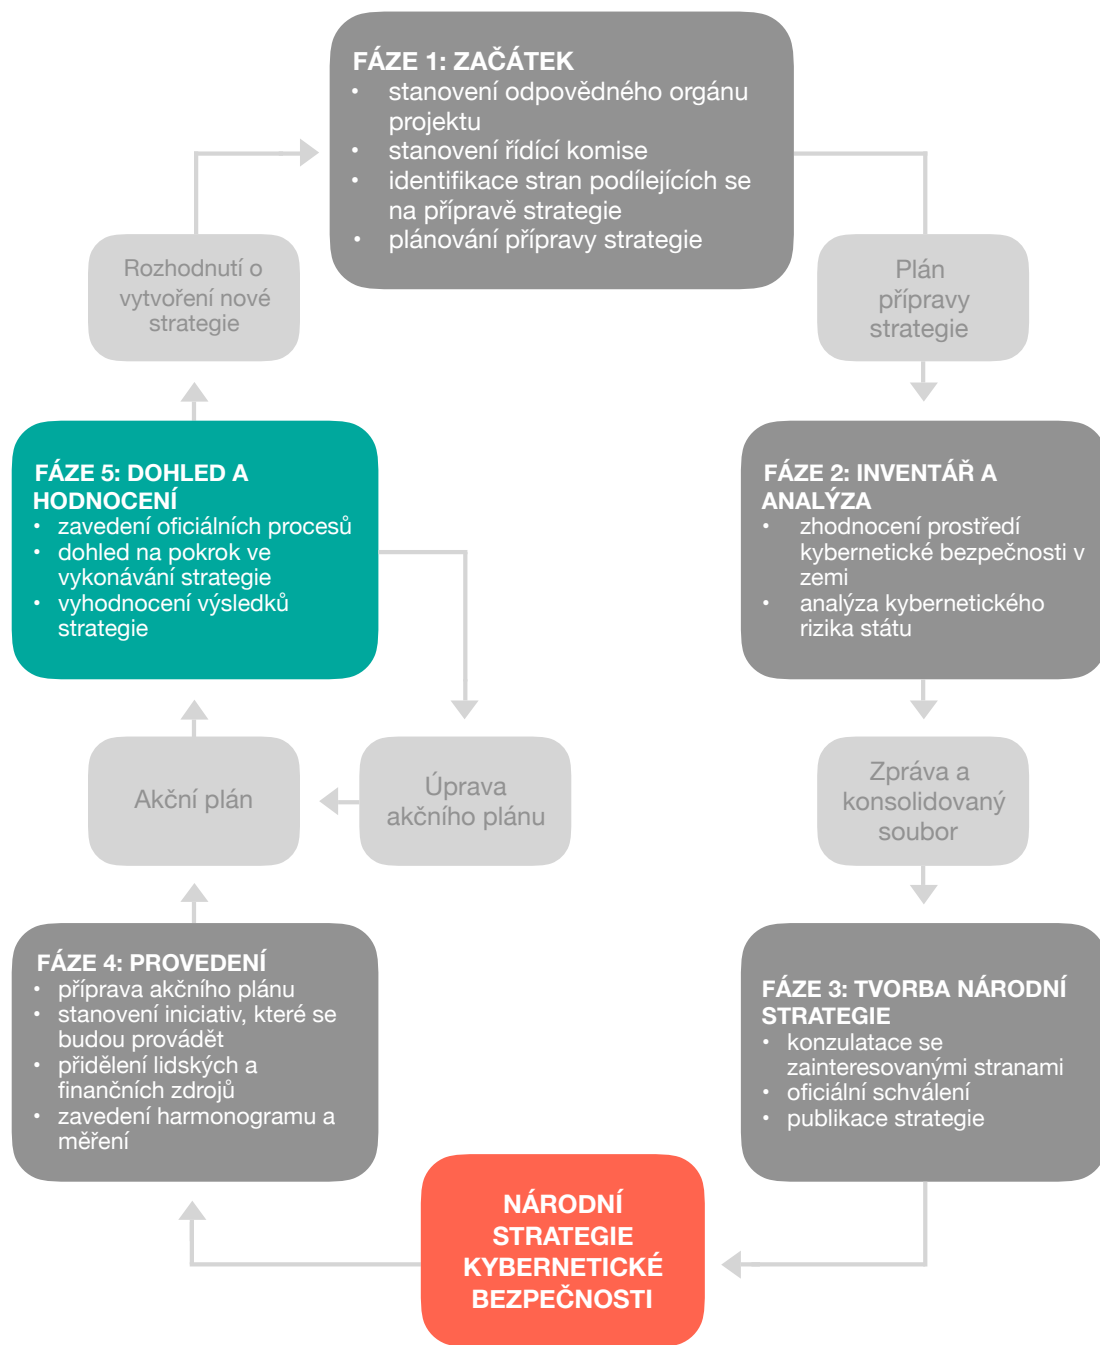 FÁZE 1: ZAČÁTEK
• stanovení odpovědného orgánu
projektu
• stanovení řídící komise
• identifikace stran podílejících se
na přípravě strategie
• plánování přípravy strategie
Rozhodnutí o
vytvoření nové
strategie
Plán
přípravy
strategie
FÁZE 5: DOHLED A
HODNOCENÍ
• zavedení oficiálních procesů
• dohled na pokrok ve
vykonávání strategie
• vyhodnocení výsledků
strategie
FÁZE 2: INVENTÁŘ A
ANALÝZA
• zhodnocení prostředí
kybernetické bezpečnosti v
zemi
• analýza kybernetického
rizika státu
Akční plán
Úprava
akčního plánu
Zpráva a
konsolidovaný
soubor
FÁZE 4: PROVEDENÍ
• příprava akčního plánu
• stanovení iniciativ, které se
budou provádět
• přidělení lidských a
finančních zdrojů
• zavedení harmonogramu a
měření
FÁZE 3: TVORBA NÁRODNÍ
STRATEGIE
• konzulatace se
zainteresovanými stranami
• oficiální schválení
• publikace strategie
NÁRODNÍ
STRATEGIE
KYBERNETICKÉ
BEZPEČNOSTI